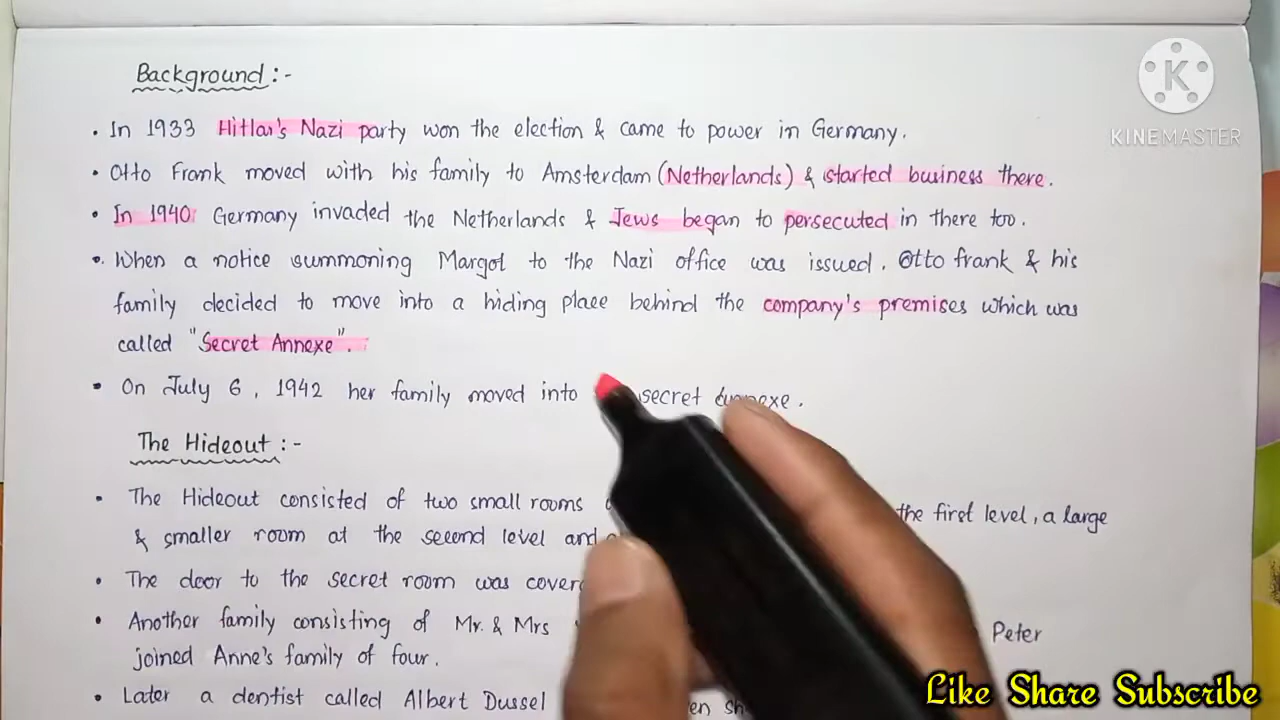 Background :-
KINEMASTER
. In 1933 Hitlar's Nazi party won the election & came to power in Germany.
• Otto Frank moved with his family to Amsterdam (Netherlands) & started business there.
• In 1940 Germany invaded the Netherlands & Jews began to persecuted in there too.
• When a notice summoning Margot to the Nazi office was issued. Otto frank & his
family decided to move into a hiding place behind the company's premises which was
called "Secret Annexe".
• On July 6, 1942 her family moved into secret annexe.
The Hideout :-
• The Hideout consisted of two small rooms the first level, a large
& smaller room at the second level and
• The door to the secret room was
• Another family consisting of Mr. & Mrs Peter
joined Anne's family of four.
• Later a dentist called Albert Dussel
Like Share Subscribe